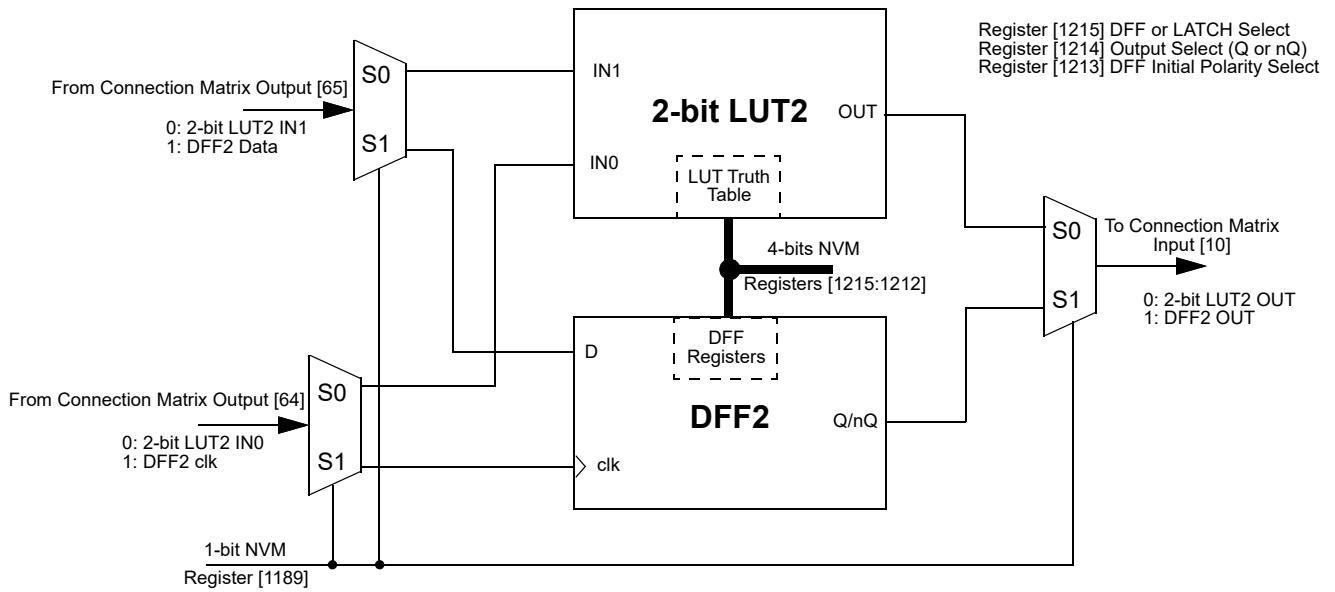 Register [1215] DFF or LATCH Select
Register [1214] Output Select (Q or nQ)
Register [1213] DFF Initial Polarity Select
From Connection Matrix Output [65]
0: 2-bit LUT2 IN1
1: DFF2 Data
S0
S1
IN1
IN0
2-bit LUT2
OUT
LUT Truth
Table
4-bits NVM
Registers [1215:1212]
S0
S1
To Connection Matrix
Input [10]
0: 2-bit LUT2 OUT
1: DFF2 OUT
From Connection Matrix Output [64]
0: 2-bit LUT2 IN0
1: DFF2 clk
S0
S1
D
clk
DFF
Registers
DFF2
Q/nQ
1-bit NVM
Register [1189]